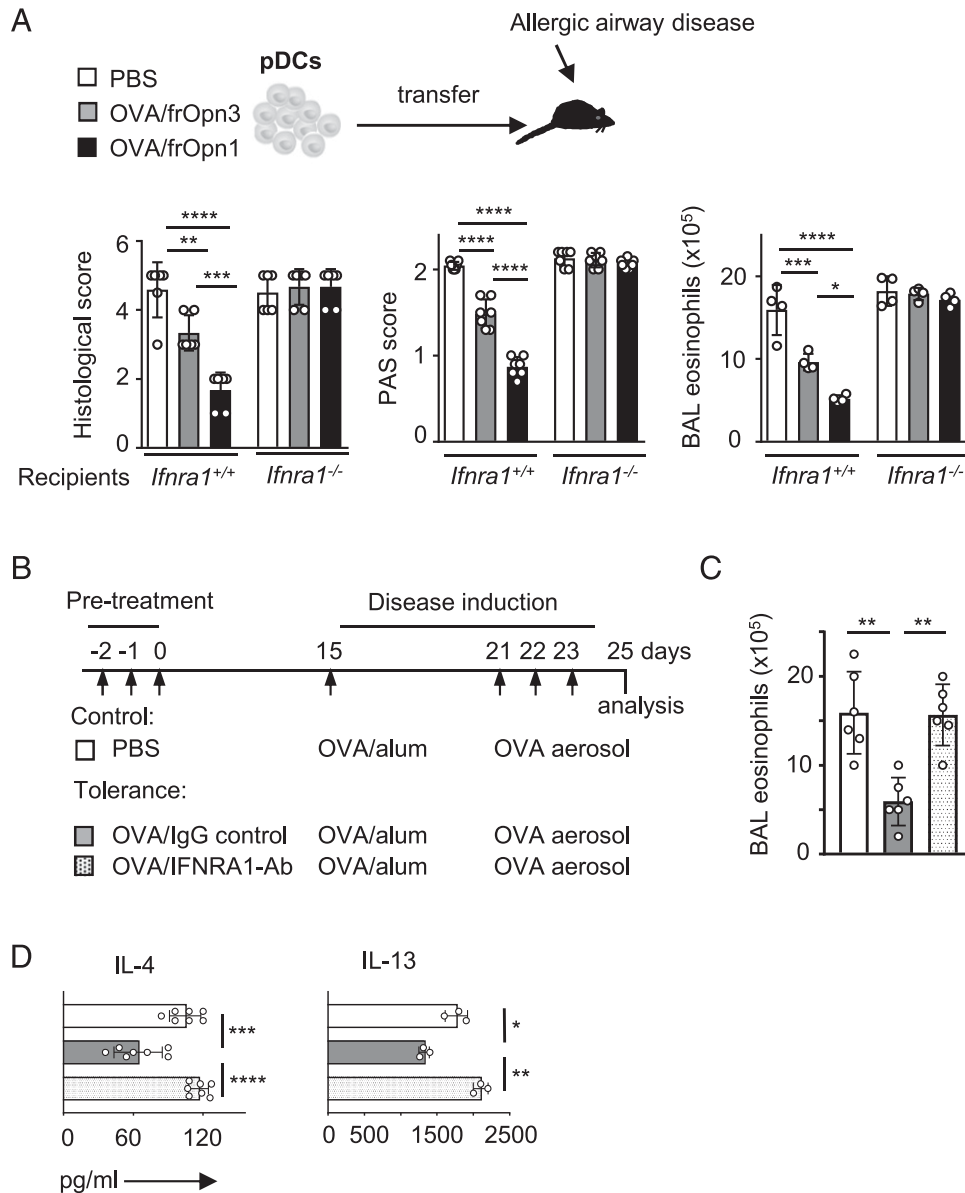 A
Allergic airway disease
PBS
OVA/frOpn3
OVA/frOpn1
pDCs
transfer
Histological score
6
4
2
0
**** 
** 
***
PAS score
2
1
0
****
****
****
BAL eosinophils (x10⁵)
20
10
0
****
***
*
Recipients Ifnra1+/+ Ifnra1-/- Ifnra1+/+ Ifnra1-/- Ifnra1+/+ Ifnra1-/-
B
Pre-treatment Disease induction
-2 -1 0 15 21 22 23 25 days
analysis
Control:
PBS OVA/alum OVA aerosol
Tolerance:
OVA/IgG control OVA/alum OVA aerosol
OVA/IFNRA1-Ab OVA/alum OVA aerosol
C
BAL eosinophils (x10⁵)
20
10
0
** **
D
IL-4 IL-13
***
****
*
**
0 60 120 0 500 1500 2500
pg/ml